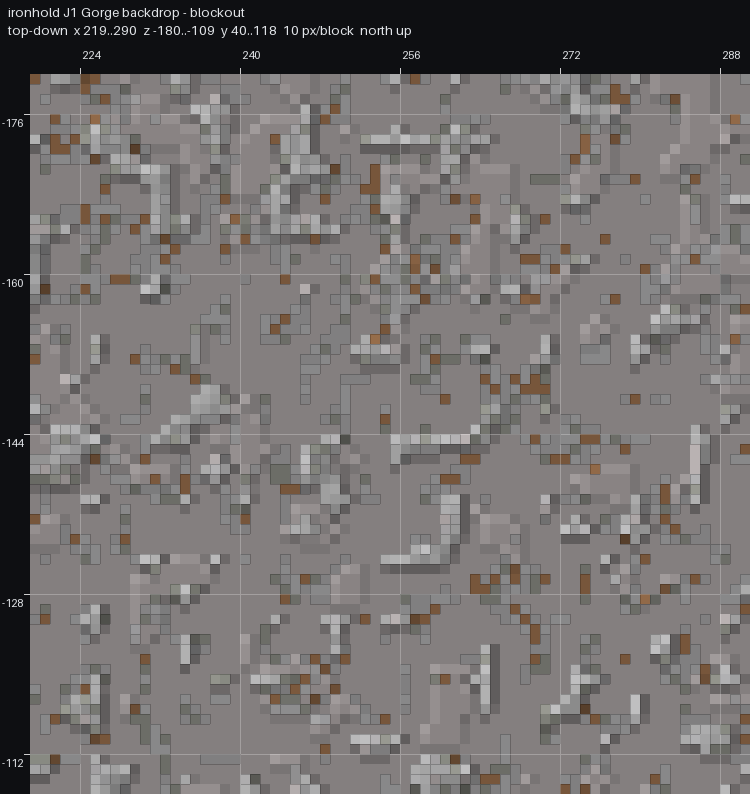 ironhold J1 Gorge backdrop - blockout
top-down x 219..290 z -180..-109 y 40..118 10 px/block north up
224 240 256 272 288
-176
-160
-144
-128
-112